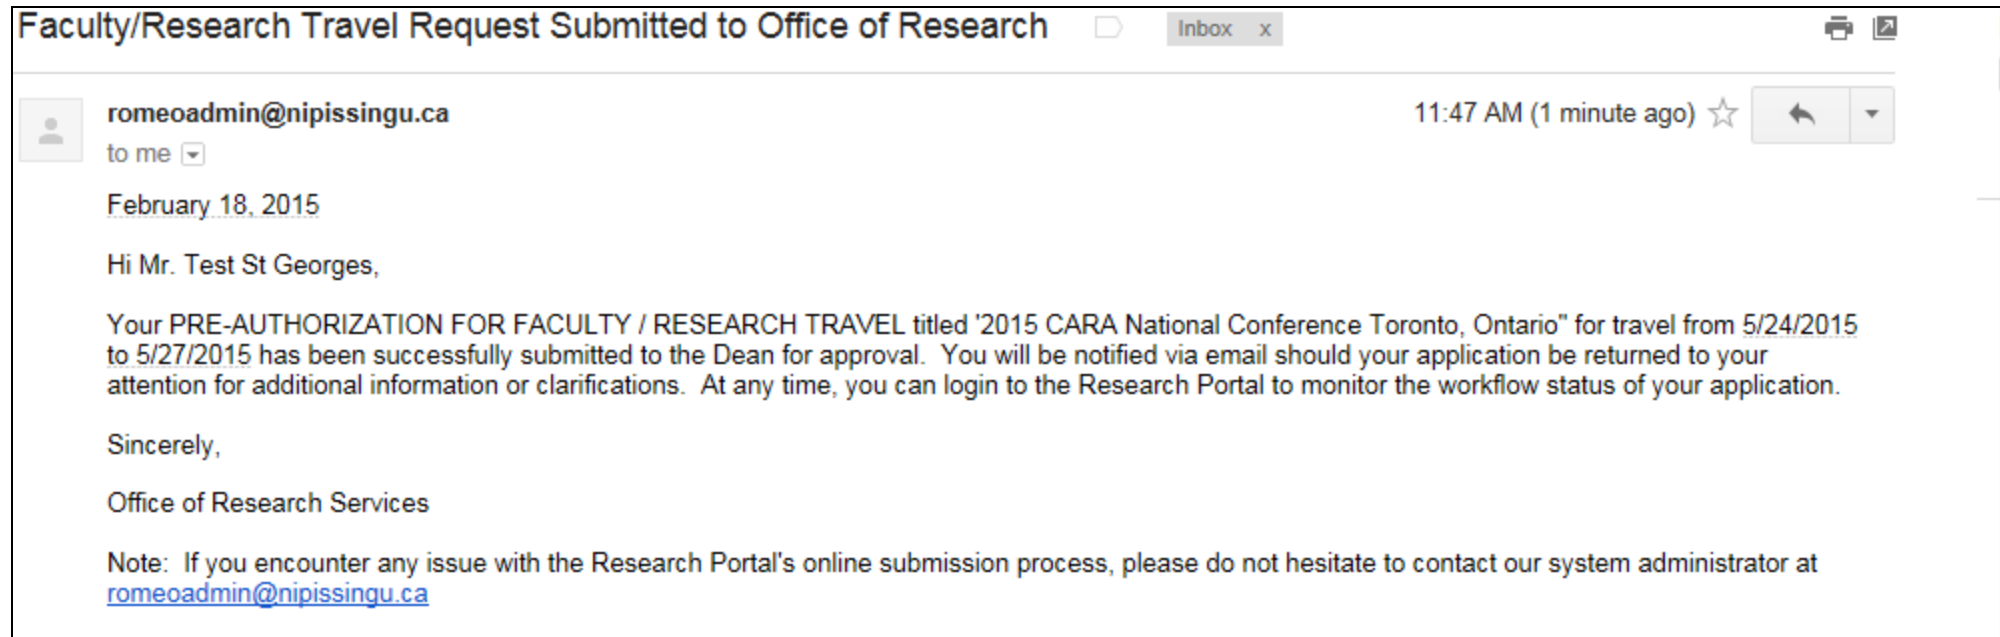 Faculty/Research Travel Request Submitted to Office of Research Inbox x
romeoadmin@nipissingu.ca 11:47 AM (1 minute ago)
to me
February 18, 2015
Hi Mr. Test St Georges,
Your PRE-AUTHORIZATION FOR FACULTY / RESEARCH TRAVEL titled '2015 CARA National Conference Toronto, Ontario" for travel from 5/24/2015
to 5/27/2015 has been successfully submitted to the Dean for approval.  You will be notified via email should your application be returned to your
attention for additional information or clarifications.  At any time, you can login to the Research Portal to monitor the workflow status of your application.
Sincerely,
Office of Research Services
Note:  If you encounter any issue with the Research Portal's online submission process, please do not hesitate to contact our system administrator at
romeoadmin@nipissingu.ca